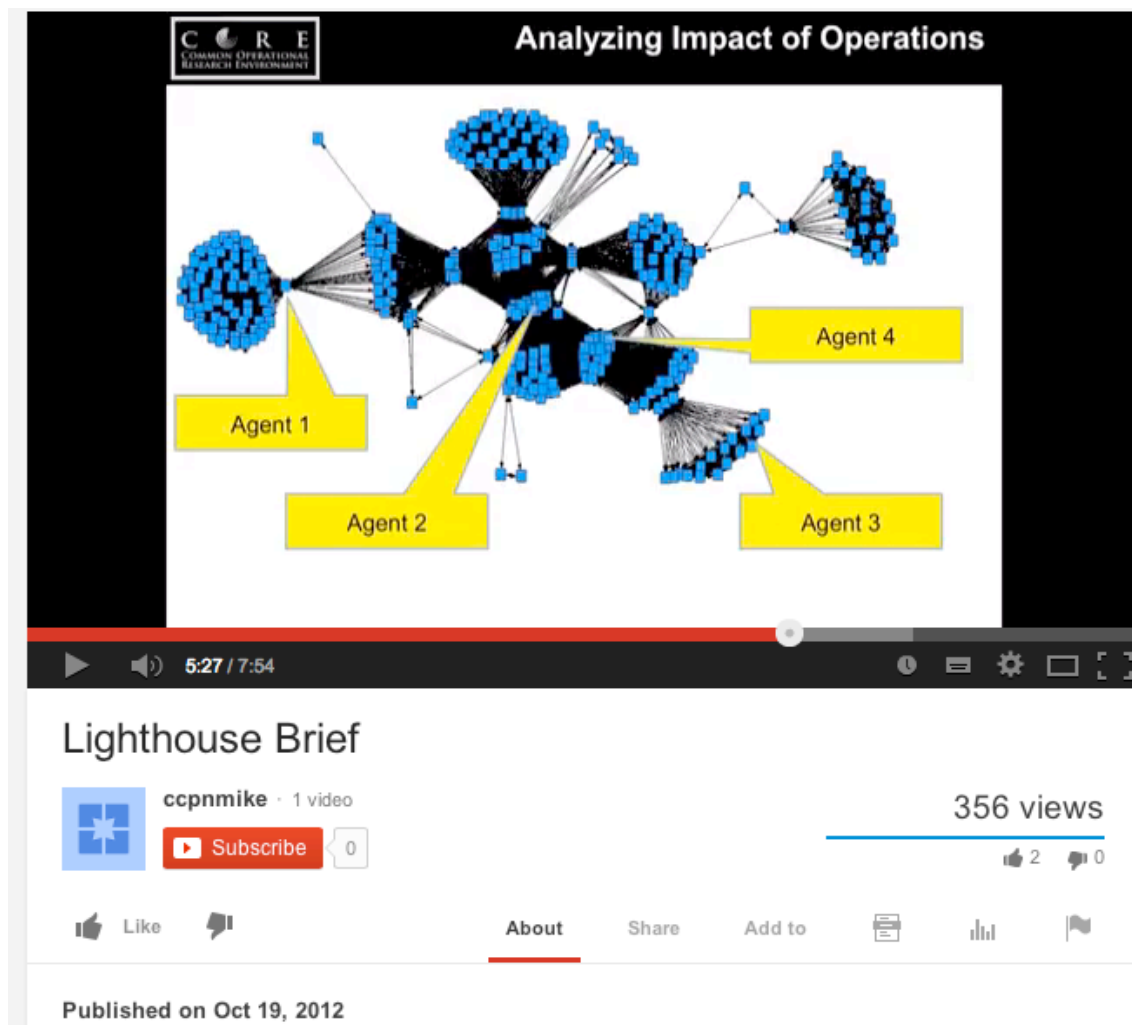 C O R E
COMMON OPERATIONAL
RESEARCH ENVIRONMENT
Analyzing Impact of Operations
Agent 4
Agent 1
Agent 2
Agent 3
5:27 / 7:54
Lighthouse Brief
ccpnmike · 1 video
356 views
Subscribe 0
2 0
Like
About Share Add to
Published on Oct 19, 2012